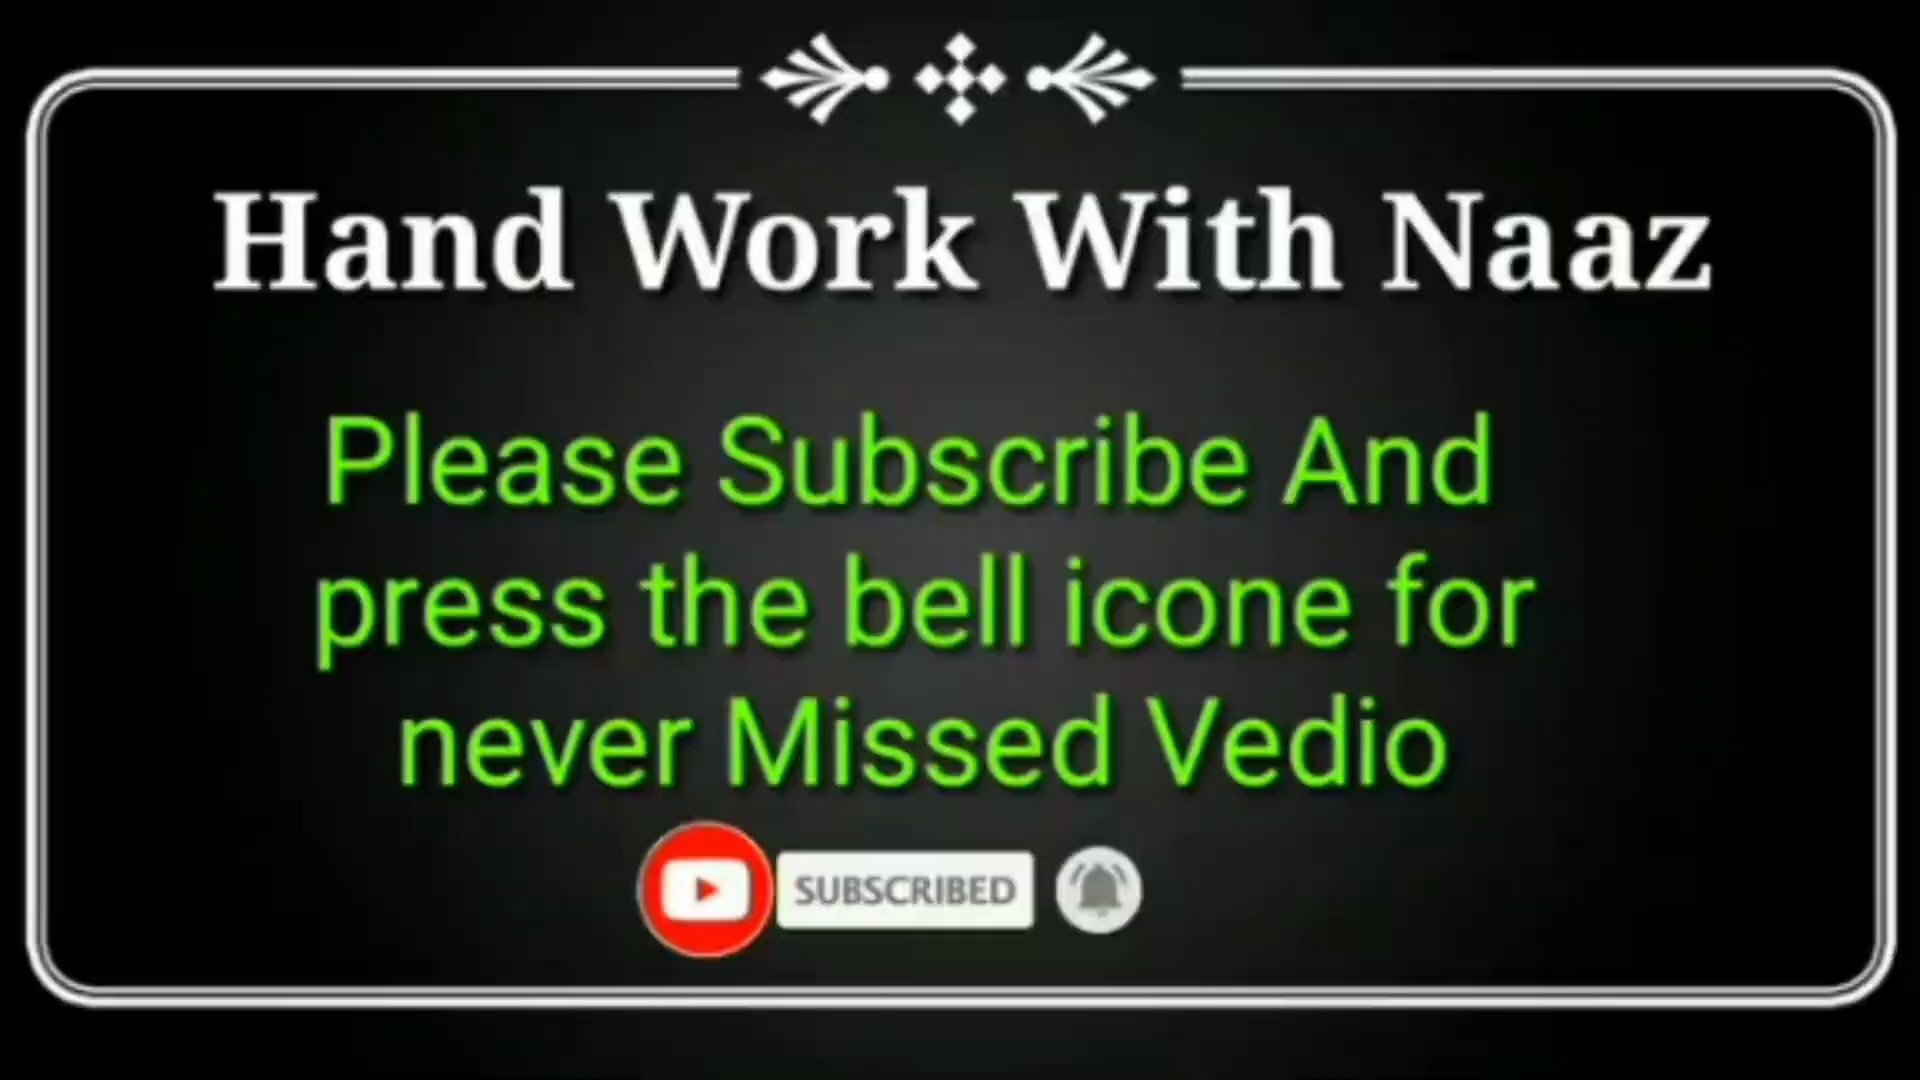 Hand Work With Naaz
Please Subscribe And
press the bell icone for
never Missed Vedio
SUBSCRIBED